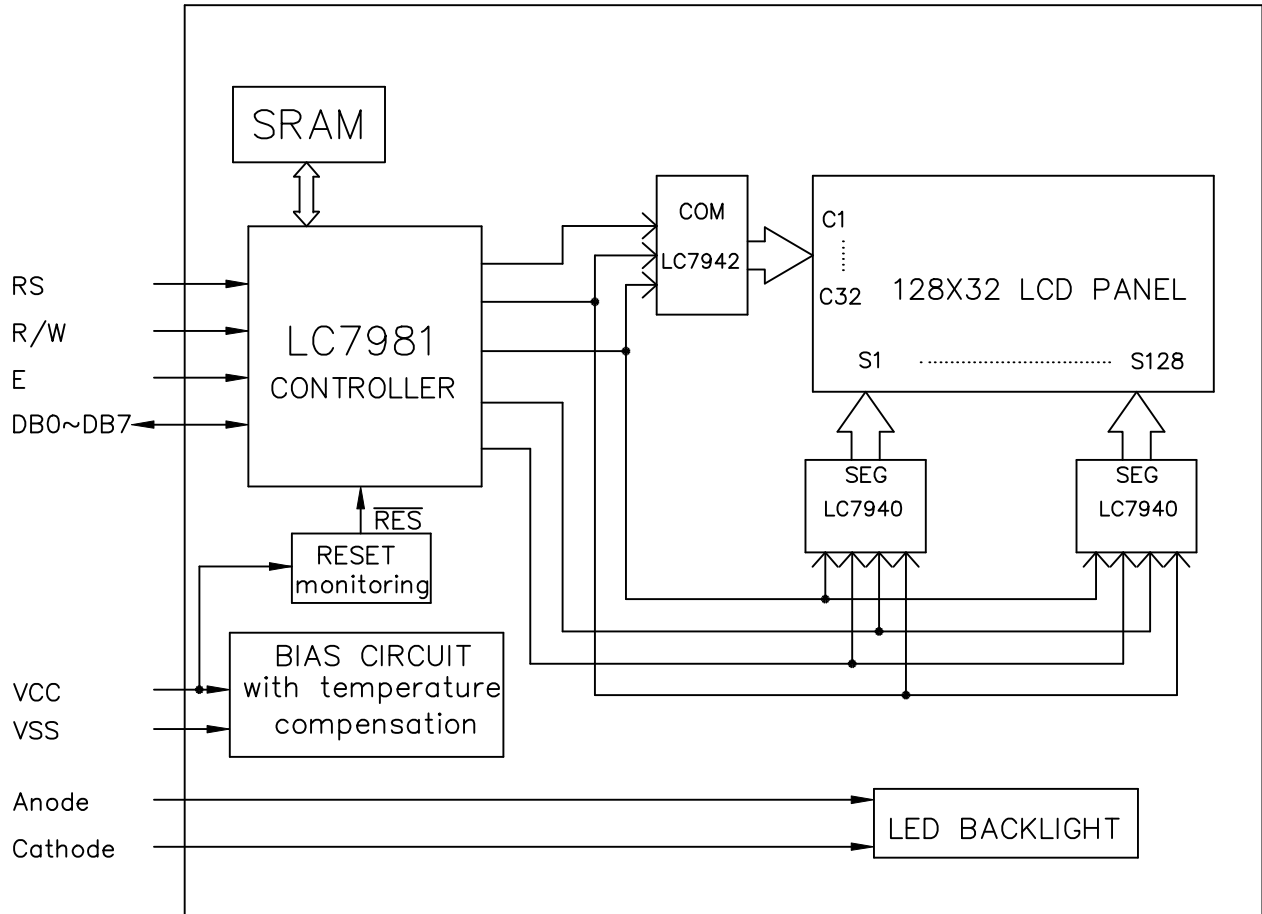 SRAM
RS
R/W
E
DB0~DB7
LC7981
CONTROLLER
COM
LC7942
C1
C32
128X32 LCD PANEL
S1
S128
SEG
LC7940
SEG
LC7940
RES
RESET
monitoring
BIAS CIRCUIT
with temperature
compensation
VCC
VSS
Anode
Cathode
LED BACKLIGHT